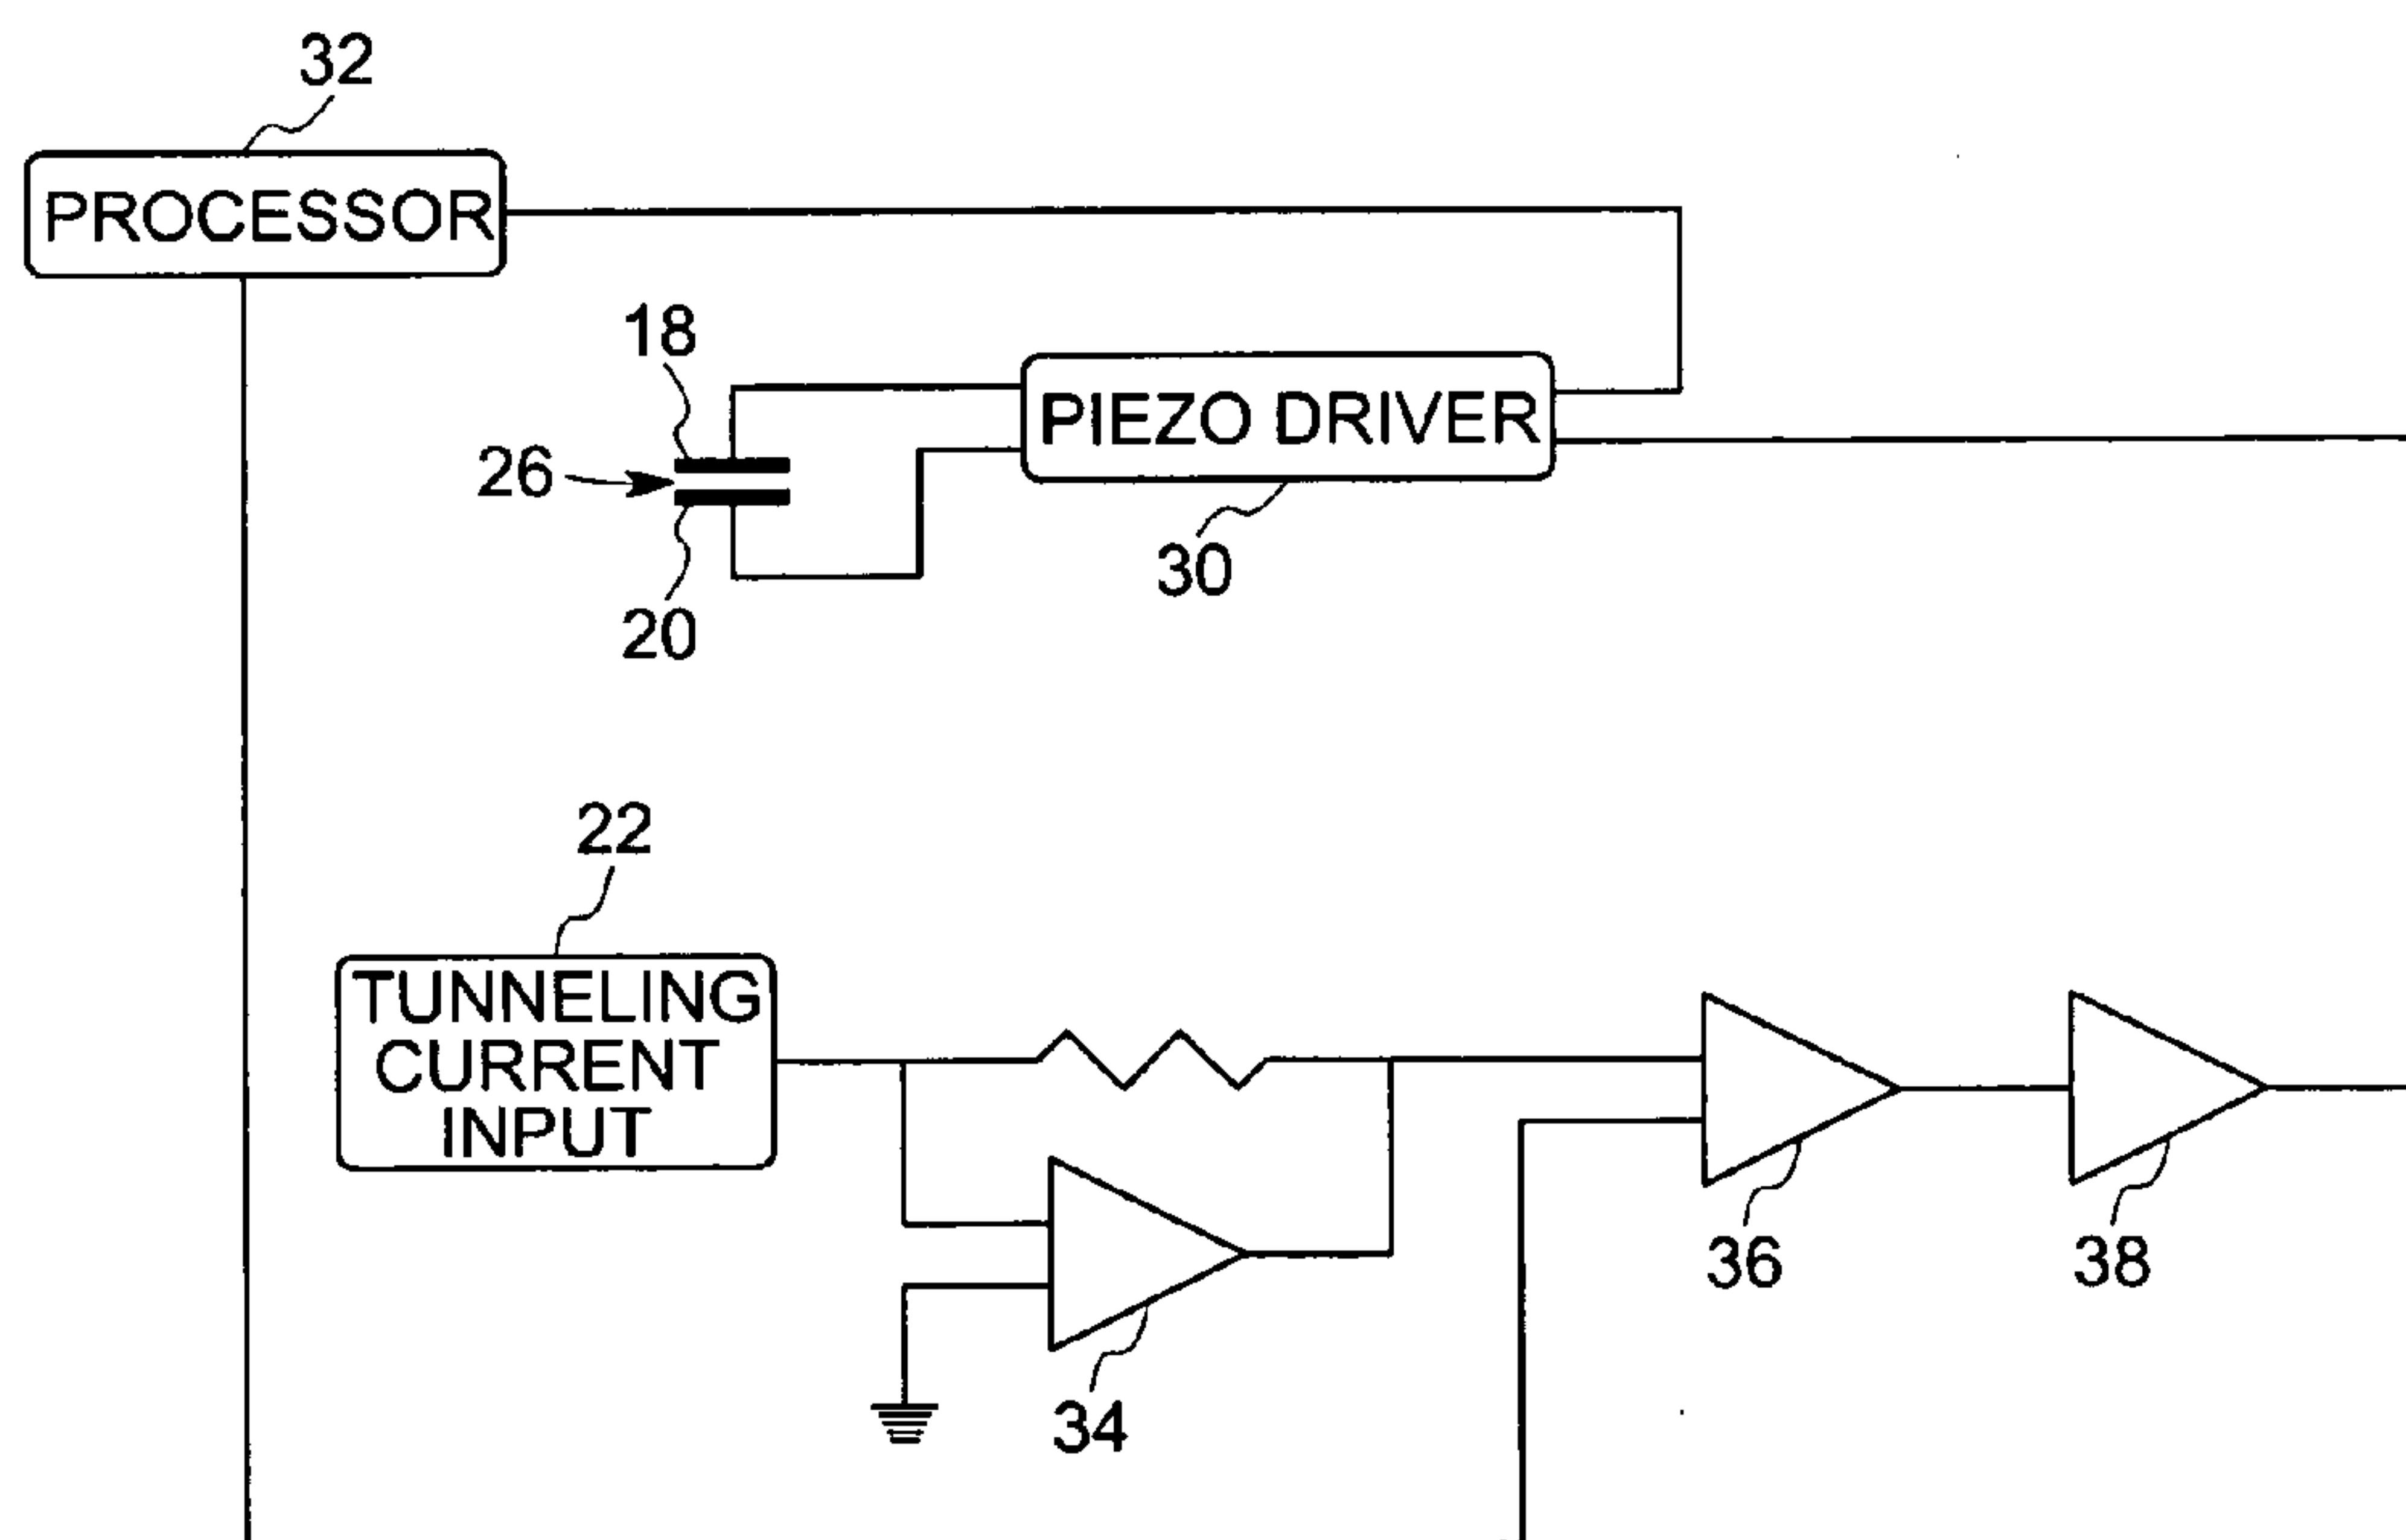 32
PROCESSOR
18
26
PIEZO DRIVER
30
20
22
TUNNELING
CURRENT
INPUT
36
38
34